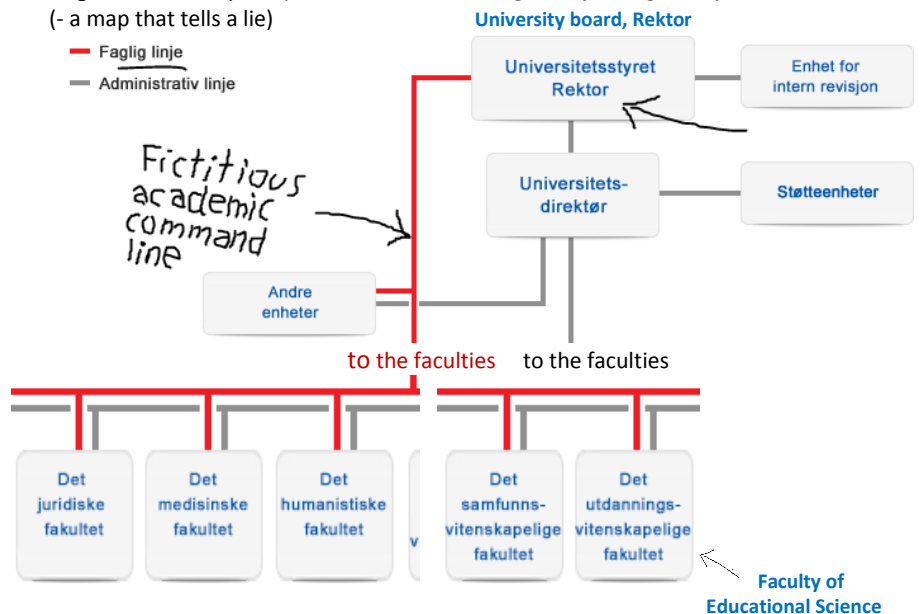 (- a map that tells a lie)
University board, Rektor
Faglig linje
Administrativ linje
Universitetsstyret
Rektor
Enhet for
intern revisjon
Fictitious
academic
command
line
Universitets-
direktør
Støtteenheter
Andre
enheter
to the faculties to the faculties
Det
juridiske
fakultet
Det
medisinske
fakultet
Det
humanistiske
fakultet
Det
samfunns-
vitenskapelige
fakultet
Det
utdannings-
vitenskapelige
fakultet
Faculty of
Educational Science